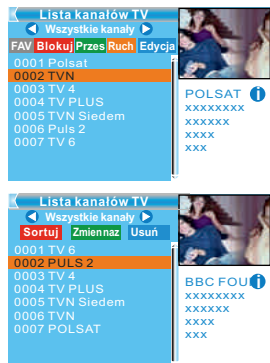 Lista kanałów TV
Wszystkie kanały
FAV Blokuj Przes Ruch Edycja
0001 Polsat
0002 TVN
0003 TV 4
0004 TV PLUS
0005 TVN Siedem
0006 Puls 2
0007 TV 6
POLSAT
xxxxxxxx
xxxxxx
xxxx
xxx
Lista kanałów TV
Wszystkie kanały
Sortuj Zmiennaz Usuń
0001 TV 6
0002 PULS 2
0003 TV 4
0004 TV PLUS
0005 TVN Siedem
0006 TVN
0007 POLSAT
BBC FOU
xxxxxxxx
xxxxxx
xxxx
xxx